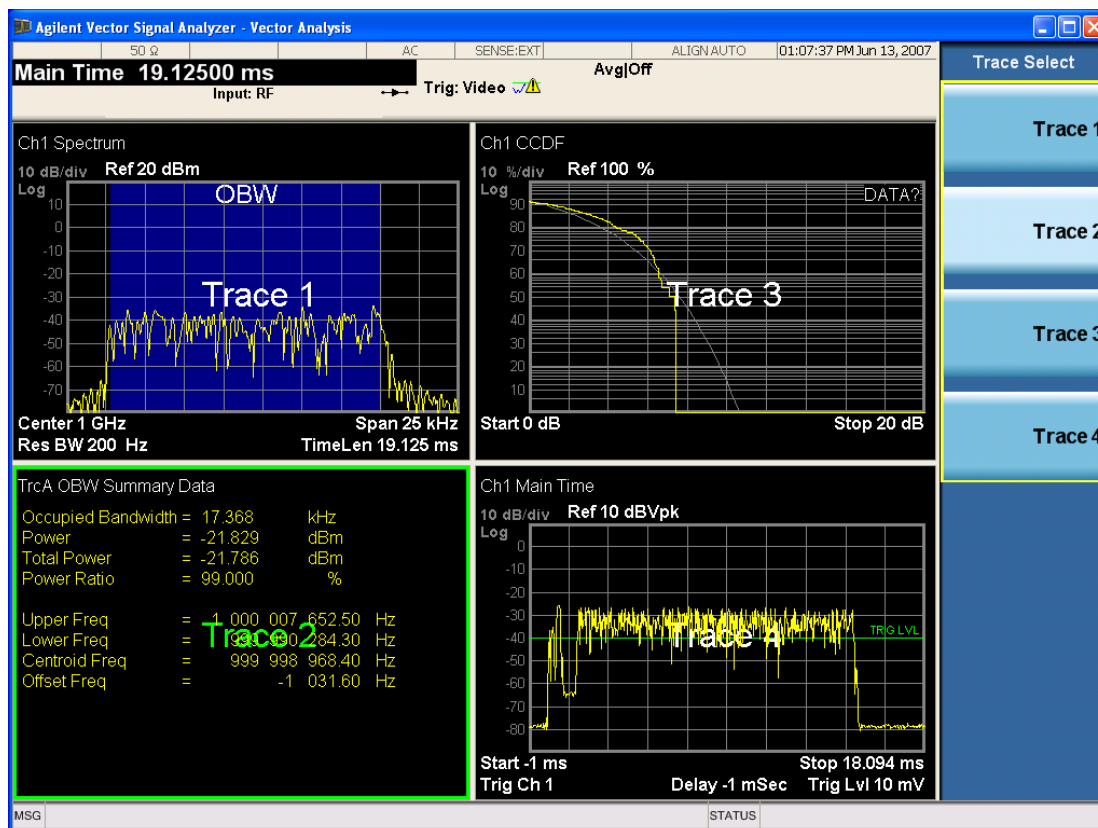 Agilent Vector Signal Analyzer - Vector Analysis
50 Ω AC SENSE:EXT ALIGN AUTO 01:07:37 PM Jun 13, 2007
Main Time 19.12500 ms
Avg|Off
Input: RF
Trig: Video
Trace Select
Trace 1
Trace 2
Trace 3
Trace 4
Ch1 Spectrum
10 dB/div Ref 20 dBm
Log
OBW
10
0
-10
-20
-30
-40
-50
-60
-70
Trace 1
Center 1 GHz Span 25 kHz
Res BW 200 Hz TimeLen 19.125 ms
Ch1 CCDF
10 %/div Ref 100 %
Log
DATA?
90
80
70
60
50
40
30
20
10
Trace 3
Start 0 dB Stop 20 dB
TrcA OBW Summary Data
Occupied Bandwidth = 17.368 kHz
Power = -21.829 dBm
Total Power = -21.786 dBm
Power Ratio = 99.000 %
Upper Freq = 1 000 007 652.50 Hz
Lower Freq = 999 990 284.30 Hz
Centroid Freq = 999 998 968.40 Hz
Offset Freq = -1 031.60 Hz
Trace 2
Ch1 Main Time
10 dB/div Ref 10 dBVpk
Log
0
-10
-20
-30
-40
-50
-60
-70
-80
TRIG LVL
Trace 4
Start -1 ms Stop 18.094 ms
Trig Ch 1 Delay -1 mSec Trig Lvl 10 mV
MSG STATUS